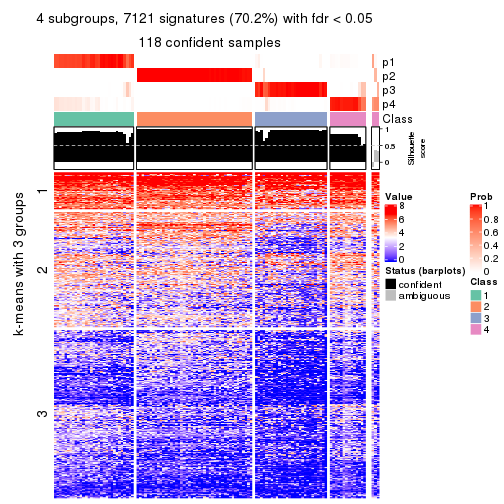 4 subgroups, 7121 signatures (70.2%) with fdr < 0.05
118 confident samples
p1
p2
p3
p4
Class
1
0.5
0
Silhouette
score
k-means with 3 groups
1
2
3
Value
8
6
4
2
0
Status (barplots)
confident
ambiguous
Prob
1
0.8
0.6
0.4
0.2
0
Class
1
2
3
4